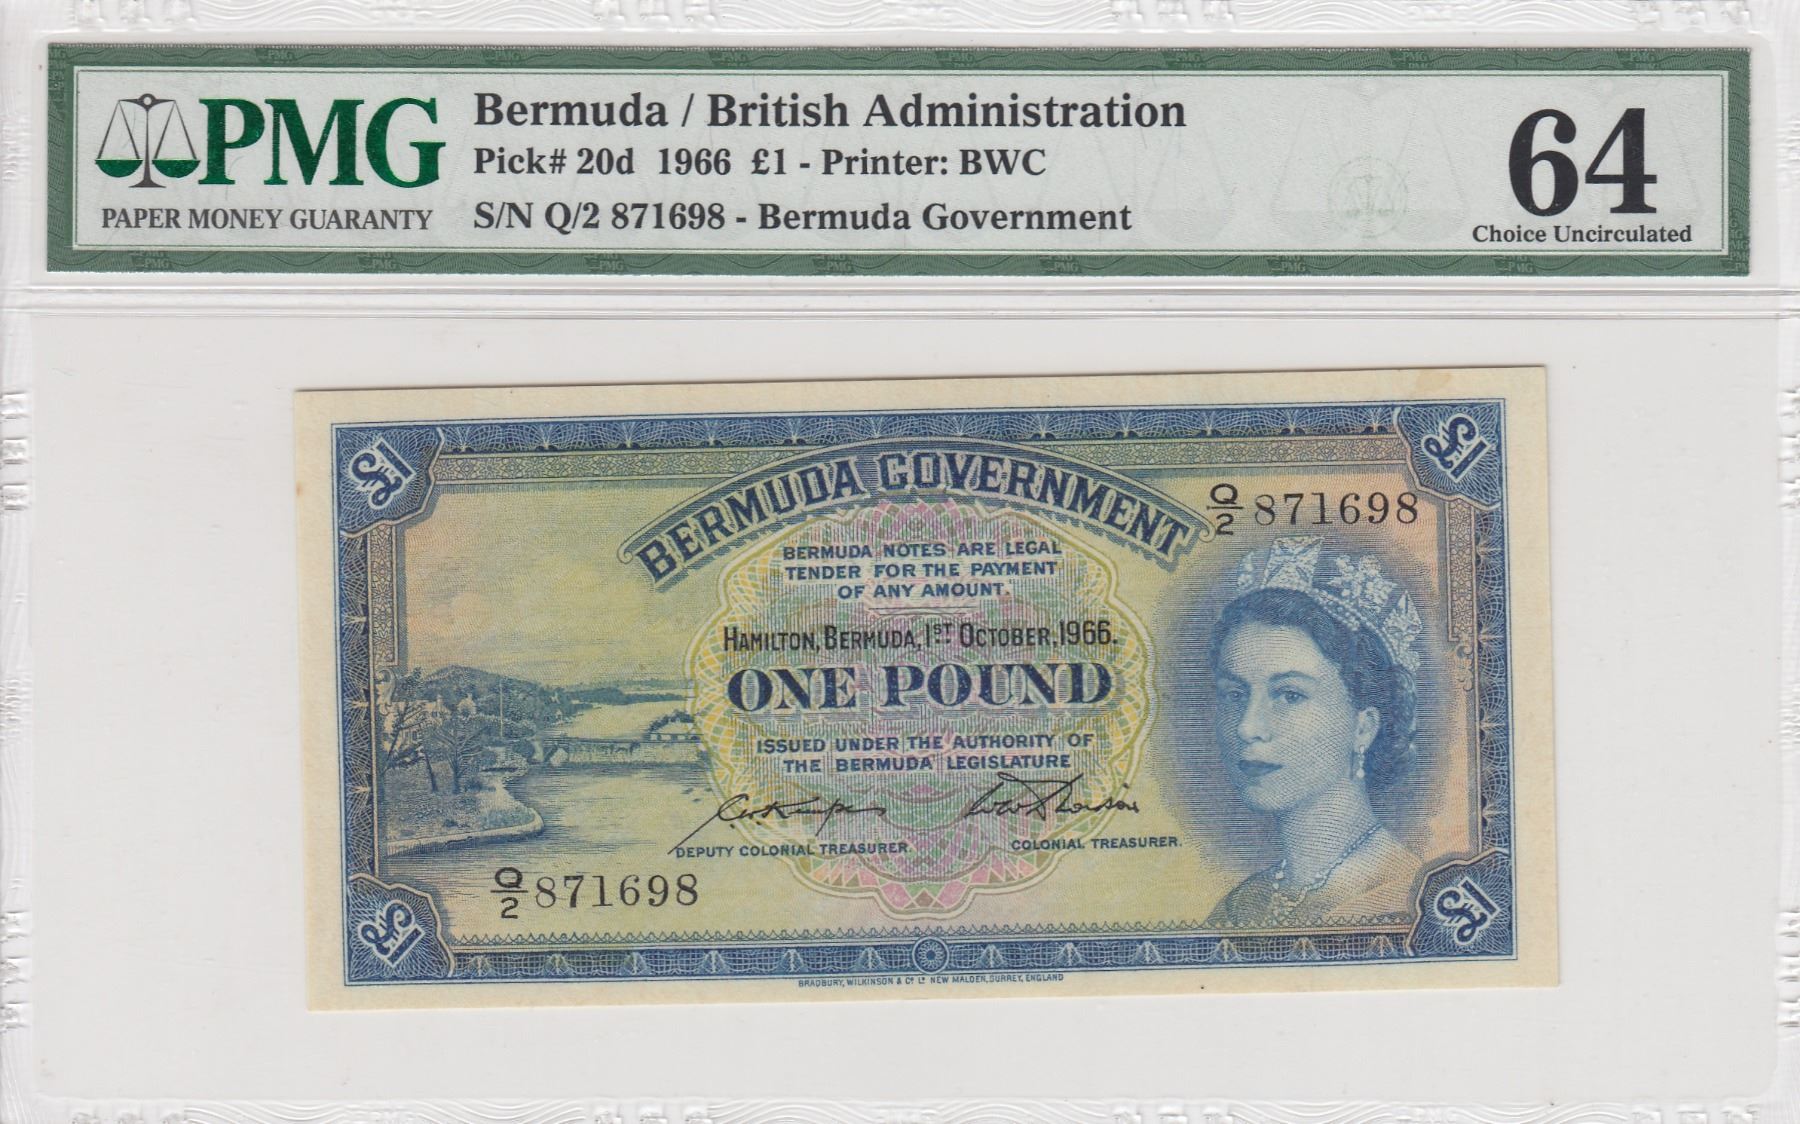 PMG
PAPER MONEY GUARANTY
Bermuda / British Administration
Pick# 20d 1966 £1 - Printer: BWC
S/N Q/2 871698 - Bermuda Government
64
Choice Uncirculated
£1
£1
BERMUDA GOVERNMENT
Q/2 871698
BERMUDA NOTES ARE LEGAL
TENDER FOR THE PAYMENT
OF ANY AMOUNT.
HAMILTON, BERMUDA, 1ST OCTOBER, 1966.
ONE POUND
ISSUED UNDER THE AUTHORITY OF
THE BERMUDA LEGISLATURE
DEPUTY COLONIAL TREASURER.
COLONIAL TREASURER.
Q/2 871698
£1
£1
BRADBURY, WILKINSON & Co. Lt. NEW MALDEN, SURREY, ENGLAND